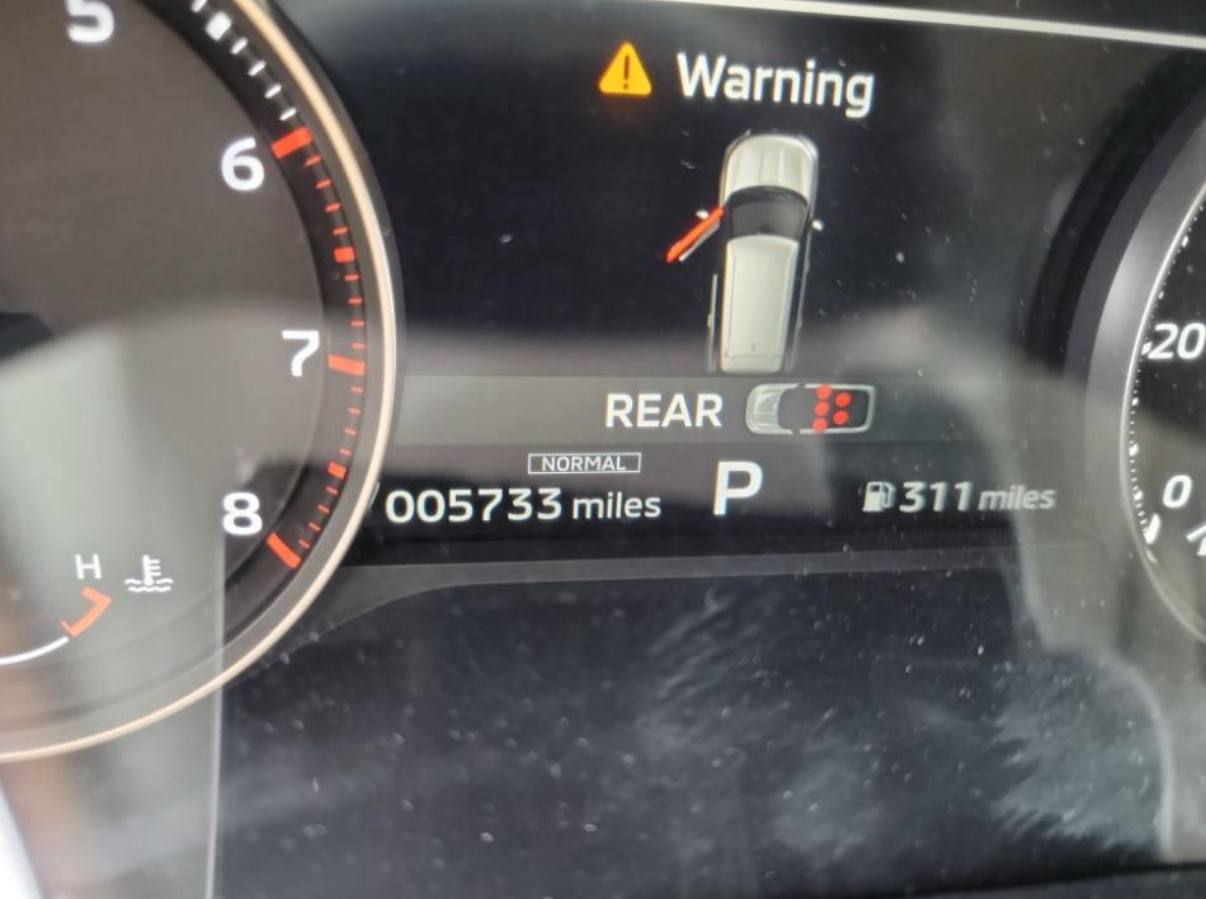 5
Warning
6
7
20
REAR
NORMAL
P
005733 miles
311 miles
0
8
H